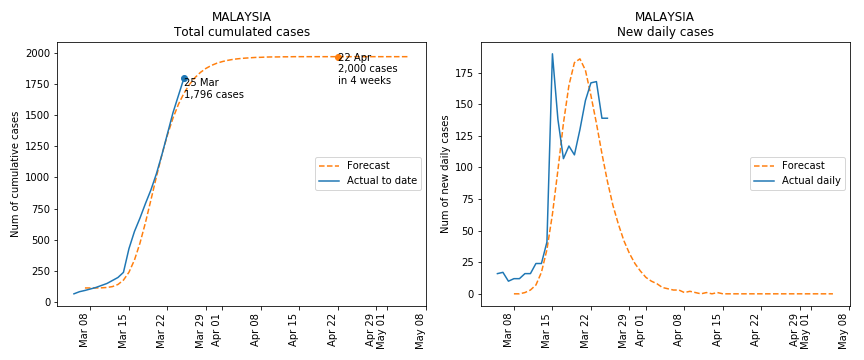 MALAYSIA
Total cumulated cases
2000
1750
1500
1250
1000
750
500
250
0
Num of cumulative cases
22 Apr
2,000 cases
in 4 weeks
25 Mar
1,796 cases
Forecast
Actual to date
Mar 08
Mar 15
Mar 22
Mar 29
Apr 01
Apr 08
Apr 15
Apr 22
Apr 29
May 01
May 08
MALAYSIA
New daily cases
175
150
125
100
75
50
25
0
Num of new daily cases
Forecast
Actual daily
Mar 08
Mar 15
Mar 22
Mar 29
Apr 01
Apr 08
Apr 15
Apr 22
Apr 29
May 01
May 08